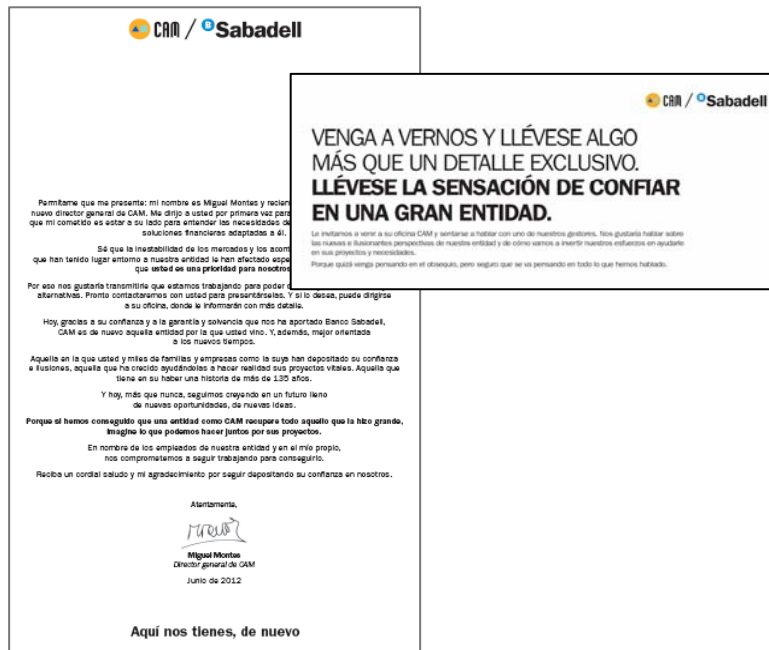 CAM / Sabadell
Permítame que me presente: mi nombre es Miguel Montes y
nuevo director general de CAM. Me dirijo a usted por primera vez para
que mi cometido es estar a su lado para entender las necesidades de
soluciones financieras adaptadas a él.
Sé que la inestabilidad de los mercados y los
que han tenido lugar entorno a nuestra entidad le han afectado
que usted es una prioridad para nosotros
Por eso nos gustaría transmitirle que estamos trabajando para poder
alternativas. Pronto contactaremos con usted para presentárselas. Y si lo desea, puede dirigirse
a su oficina, donde le informarán con más detalle.
Hoy, gracias a su confianza y a la garantía y solvencia que nos ha aportado Banco Sabadell,
CAM es de nuevo aquella entidad por la que usted vino. Y, además, mejor orientada
a los nuevos tiempos.
Aquella en la que usted y miles de familias y empresas como la suya han depositado su confianza
e ilusiones, aquella que ha crecido ayudándolas a hacer realidad sus proyectos vitales. Aquella que
tiene en su haber una historia de más de 135 años.
Y hoy, más que nunca, seguimos creyendo en un futuro lleno
de nuevas oportunidades, de nuevas ideas.
Porque si hemos conseguido que una entidad como CAM recupere todo aquello que la hizo grande,
imagine lo que podemos hacer juntos por sus proyectos.
En nombre de los empleados de nuestra entidad y en el mío propio,
nos comprometemos a seguir trabajando para conseguirlo.
Reciba un cordial saludo y mi agradecimiento por seguir depositando su confianza en nosotros.
Atentamente,
Miguel Montes
Director general de CAM
Junio de 2012
Aquí nos tienes, de nuevo
CAM / Sabadell
VENGA A VERNOS Y LLÉVESE ALGO
MÁS QUE UN DETALLE EXCLUSIVO.
LLÉVESE LA SENSACIÓN DE CONFIAR
EN UNA GRAN ENTIDAD.
Le invitamos a venir a su oficina CAM y sentarse a hablar con uno de nuestros gestores. Nos gustaría hablar sobre
las nuevas e ilusionantes perspectivas de nuestra entidad y de cómo vamos a invertir nuestros esfuerzos en ayudarle
en sus proyectos y necesidades.
Porque quizá venga pensando en el obsequio, pero seguro que se va pensando en todo lo que hemos hablado.